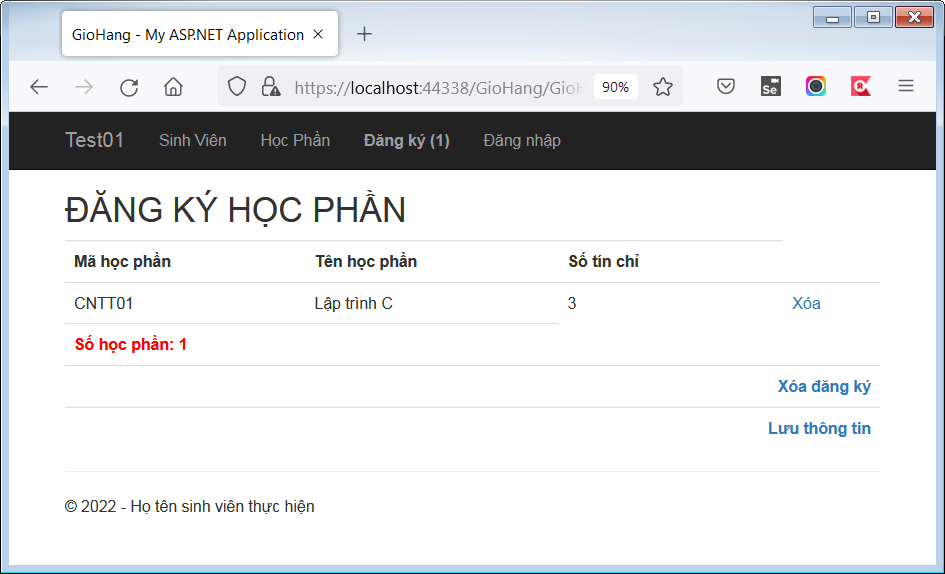 GioHang - My ASP.NET Application
https://localhost:44338/GioHang/Gio
90%
Se
Test01 Sinh Viên Học Phần Đăng ký (1) Đăng nhập
ĐĂNG KÝ HỌC PHẦN
Mã học phần Tên học phần Số tín chỉ
CNTT01 Lập trình C 3 Xóa
Số học phần: 1
Xóa đăng ký
Lưu thông tin
© 2022 - Họ tên sinh viên thực hiện